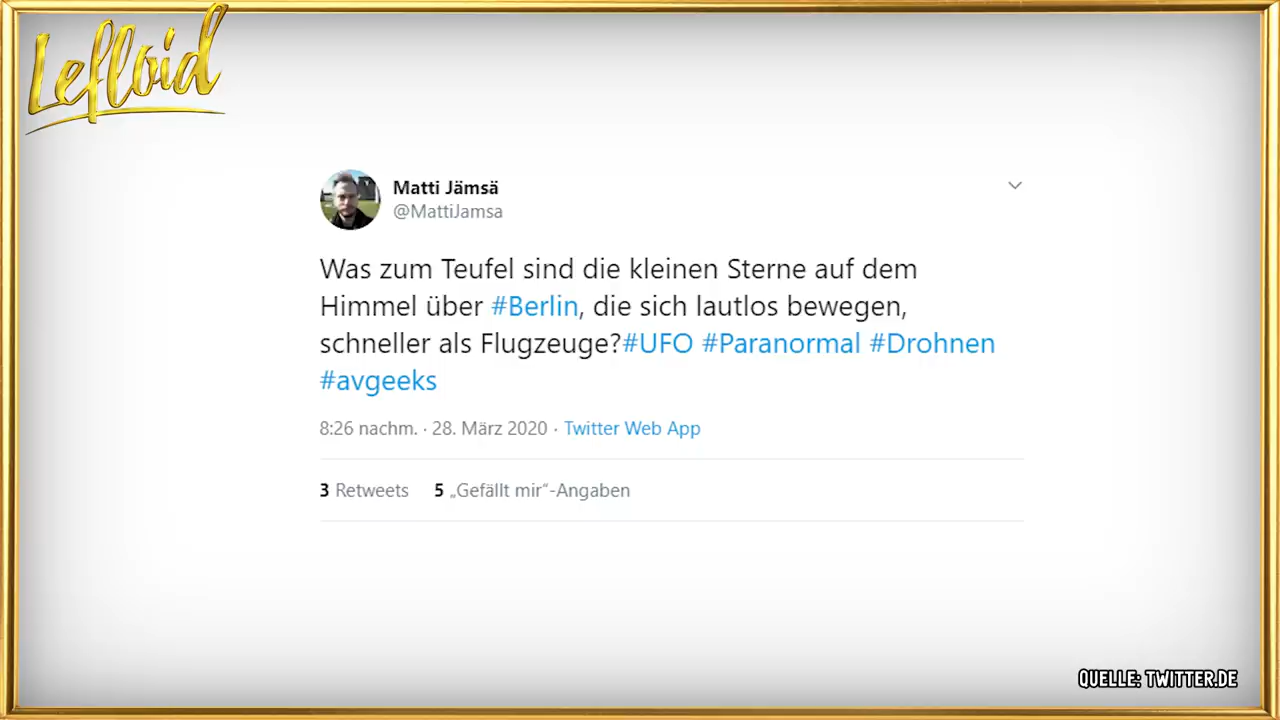 Lefloid
Matti Jämsä
@MattiJamsa
Was zum Teufel sind die kleinen Sterne auf dem
Himmel über #Berlin, die sich lautlos bewegen,
schneller als Flugzeuge?#UFO #Paranormal #Drohnen
#avgeeks
8:26 nachm. · 28. März 2020 · Twitter Web App
3 Retweets 5 „Gefällt mir“-Angaben
QUELLE: TWITTER.DE